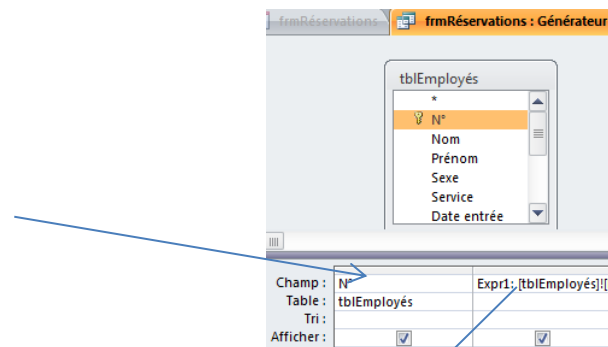 frmRéservations
frmRéservations : Générateur
tblEmployés
*
N°
Nom
Prénom
Sexe
Service
Date entrée
Champ : N° Expr1: [tblEmployés]![
Table : tblEmployés
Tri :
Afficher :